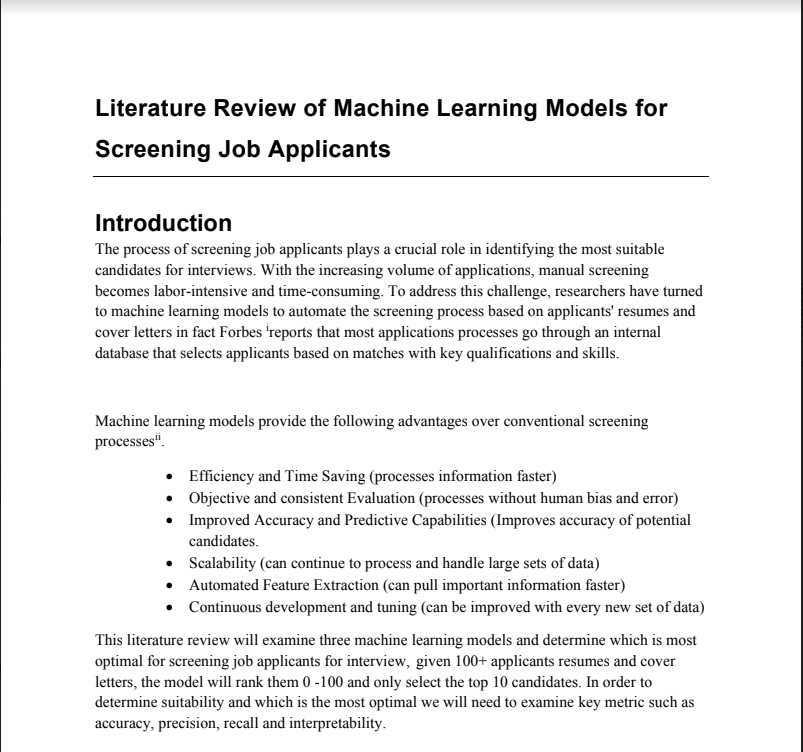 Literature Review of Machine Learning Models for
Screening Job Applicants
Introduction
The process of screening job applicants plays a crucial role in identifying the most suitable
candidates for interviews. With the increasing volume of applications, manual screening
becomes labor-intensive and time-consuming. To address this challenge, researchers have turned
to machine learning models to automate the screening process based on applicants' resumes and
cover letters in fact Forbes ⁱreports that most applications processes go through an internal
database that selects applicants based on matches with key qualifications and skills.
Machine learning models provide the following advantages over conventional screening
processesⁱⁱ.
• Efficiency and Time Saving (processes information faster)
• Objective and consistent Evaluation (processes without human bias and error)
• Improved Accuracy and Predictive Capabilities (Improves accuracy of potential
candidates.
• Scalability (can continue to process and handle large sets of data)
• Automated Feature Extraction (can pull important information faster)
• Continuous development and tuning (can be improved with every new set of data)
This literature review will examine three machine learning models and determine which is most
optimal for screening job applicants for interview, given 100+ applicants resumes and cover
letters, the model will rank them 0 -100 and only select the top 10 candidates. In order to
determine suitability and which is the most optimal we will need to examine key metric such as
accuracy, precision, recall and interpretability.